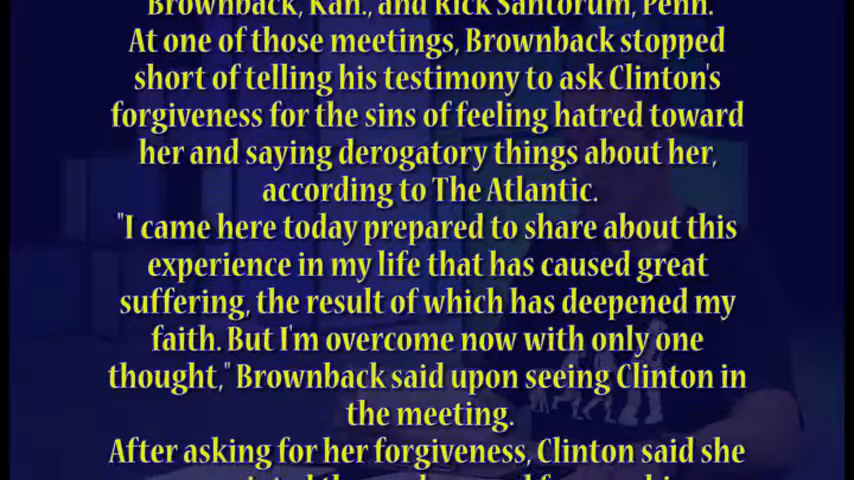 Brownback, Kan., and Rick Santorum, Penn.
At one of those meetings, Brownback stopped
short of telling his testimony to ask Clinton's
forgiveness for the sins of feeling hatred toward
her and saying derogatory things about her,
according to The Atlantic.
"I came here today prepared to share about this
experience in my life that has caused great
suffering, the result of which has deepened my
faith. But I'm overcome now with only one
thought," Brownback said upon seeing Clinton in
the meeting.
After asking for her forgiveness, Clinton said she